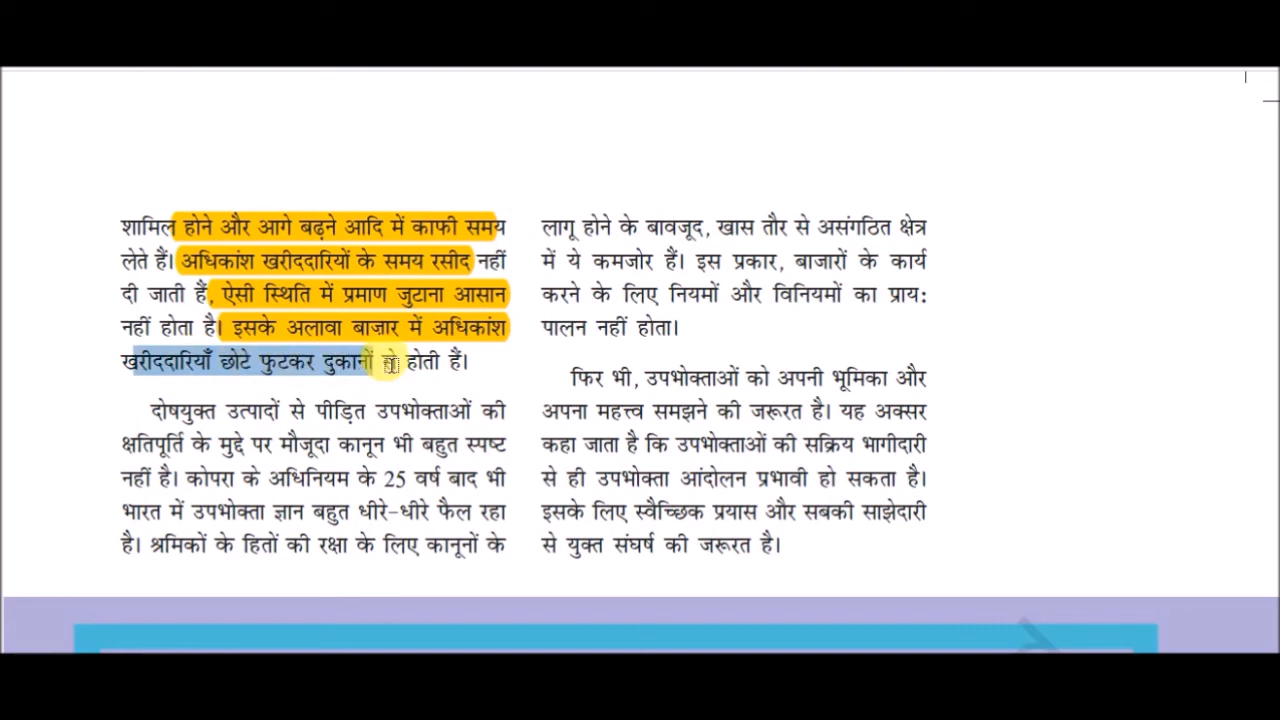 शामिल होने और आगे बढ़ने आदि में काफी समय
लेते हैं। अधिकांश खरीददारियों के समय रसीद नहीं
दी जाती हैं, ऐसी स्थिति में प्रमाण जुटाना आसान
नहीं होता है। इसके अलावा बाज़ार में अधिकांश
खरीददारियाँ छोटे फुटकर दुकानों से होती हैं।
दोषयुक्त उत्पादों से पीड़ित उपभोक्ताओं की
क्षतिपूर्ति के मुद्दे पर मौजूदा कानून भी बहुत स्पष्ट
नहीं है। कोपरा के अधिनियम के 25 वर्ष बाद भी
भारत में उपभोक्ता ज्ञान बहुत धीरे-धीरे फैल रहा
है। श्रमिकों के हितों की रक्षा के लिए कानूनों के
लागू होने के बावजूद, खास तौर से असंगठित क्षेत्र
में ये कमजोर हैं। इस प्रकार, बाजारों के कार्य
करने के लिए नियमों और विनियमों का प्राय:
पालन नहीं होता।
फिर भी, उपभोक्ताओं को अपनी भूमिका और
अपना महत्त्व समझने की जरूरत है। यह अक्सर
कहा जाता है कि उपभोक्ताओं की सक्रिय भागीदारी
से ही उपभोक्ता आंदोलन प्रभावी हो सकता है।
इसके लिए स्वैच्छिक प्रयास और सबकी साझेदारी
से युक्त संघर्ष की जरूरत है।